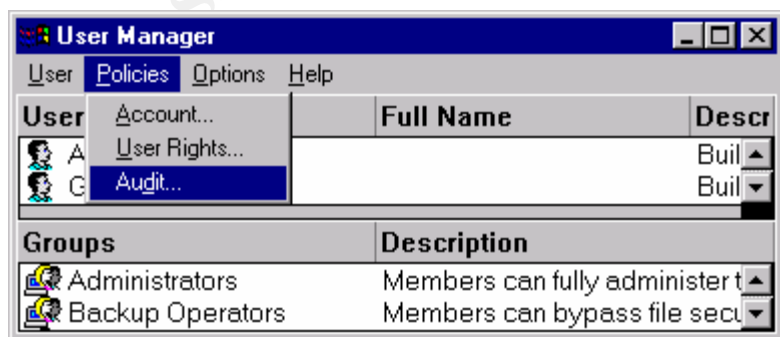 User Manager
User Policies Options Help
User Full Name Descr
Account...
User Rights...
Audit...
A Buil
G Buil
Groups Description
Administrators Members can fully administer t
Backup Operators Members can bypass file secu